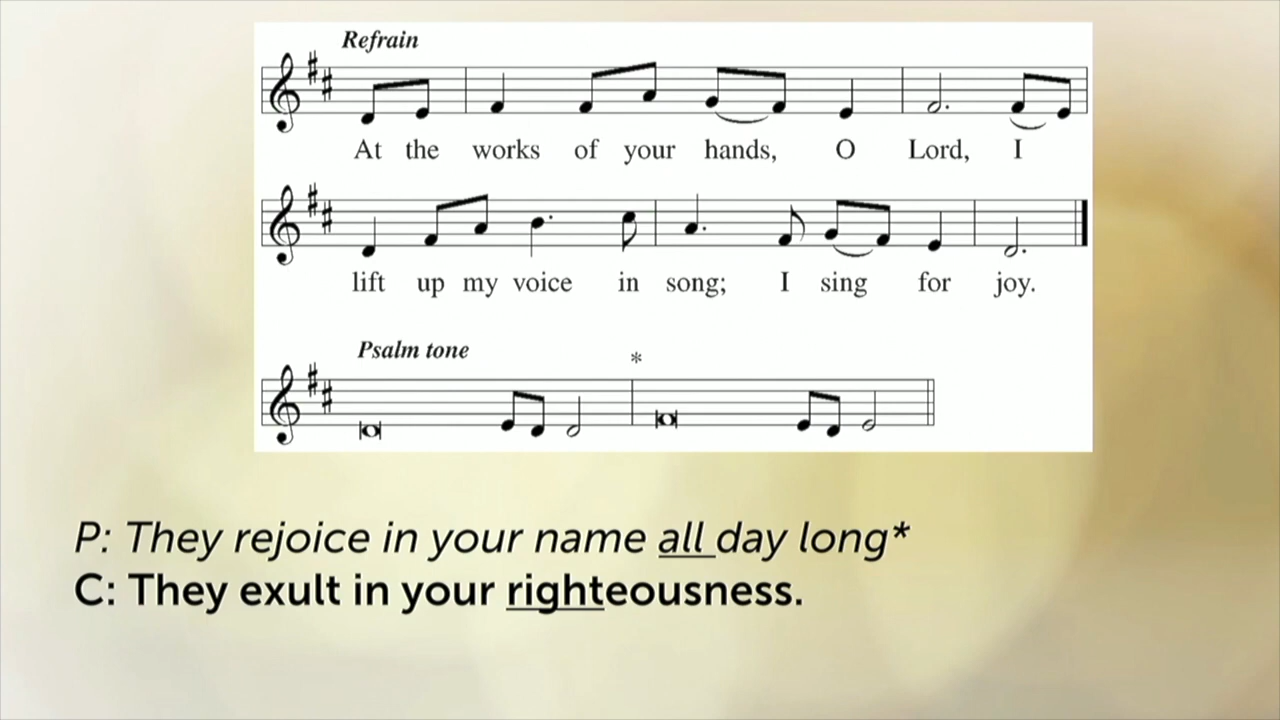 Refrain
At the works of your hands, O Lord, I
lift up my voice in song; I sing for joy.
Psalm tone
*
P: They rejoice in your name all day long*
C: They exult in your righteousness.